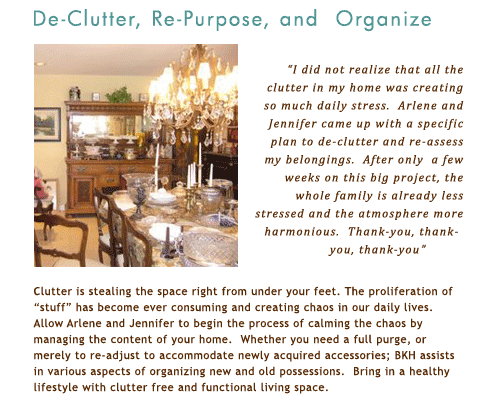 De-Clutter, Re-Purpose, and Organize
"I did not realize that all the
clutter in my home was creating
so much daily stress. Arlene and
Jennifer came up with a specific
plan to de-clutter and re-assess
my belongings. After only a few
weeks on this big project, the
whole family is already less
stressed and the atmosphere more
harmonious. Thank-you, thank-
you, thank-you"
Clutter is stealing the space right from under your feet. The proliferation of
“stuff” has become ever consuming and creating chaos in our daily lives.
Allow Arlene and Jennifer to begin the process of calming the chaos by
managing the content of your home. Whether you need a full purge, or
merely to re-adjust to accommodate newly acquired accessories; BKH assists
in various aspects of organizing new and old possessions. Bring in a healthy
lifestyle with clutter free and functional living space.